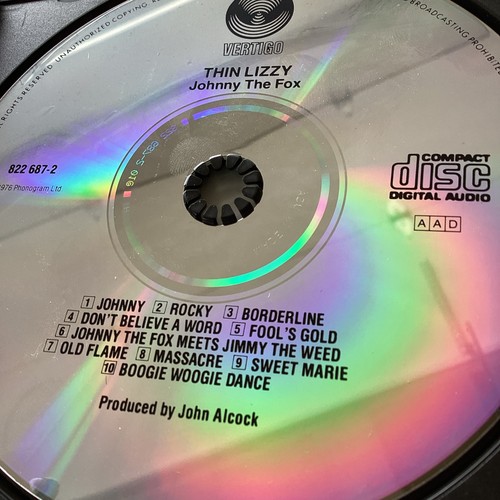 RIGHTS RESERVED. UNAUTHORIZED COPYING
BROADCASTING PROHIBITED
VERTIGO
THIN LIZZY
Johnny The Fox
822 687-2
1976 Phonogram Ltd
COMPACT
disc
DIGITAL AUDIO
AAD
1 JOHNNY 2 ROCKY 3 BORDERLINE
4 DON'T BELIEVE A WORD 5 FOOL'S GOLD
6 JOHNNY THE FOX MEETS JIMMY THE WEED
7 OLD FLAME 8 MASSACRE 9 SWEET MARIE
10 BOOGIE WOOGIE DANCE
Produced by John Alcock